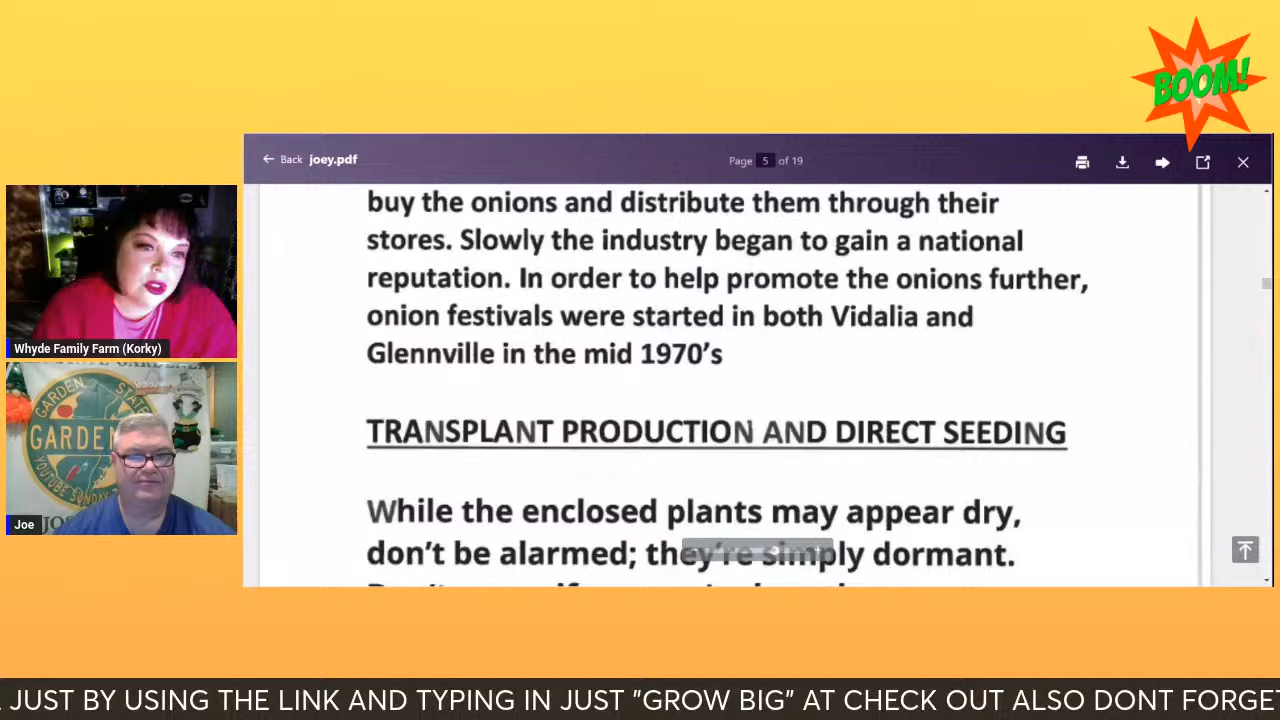 BOOM!
← Back joey.pdf
Page 5 of 19
buy the onions and distribute them through their
stores. Slowly the industry began to gain a national
reputation. In order to help promote the onions further,
onion festivals were started in both Vidalia and
Glennville in the mid 1970’s
TRANSPLANT PRODUCTION AND DIRECT SEEDING
While the enclosed plants may appear dry,
don’t be alarmed; they’re simply dormant.
Whyde Family Farm (Korky)
GARDEN STATE
GARDEN
YOUTUBE SUNDAY
Joe
JUST BY USING THE LINK AND TYPING IN JUST "GROW BIG" AT CHECK OUT ALSO DONT FORGET